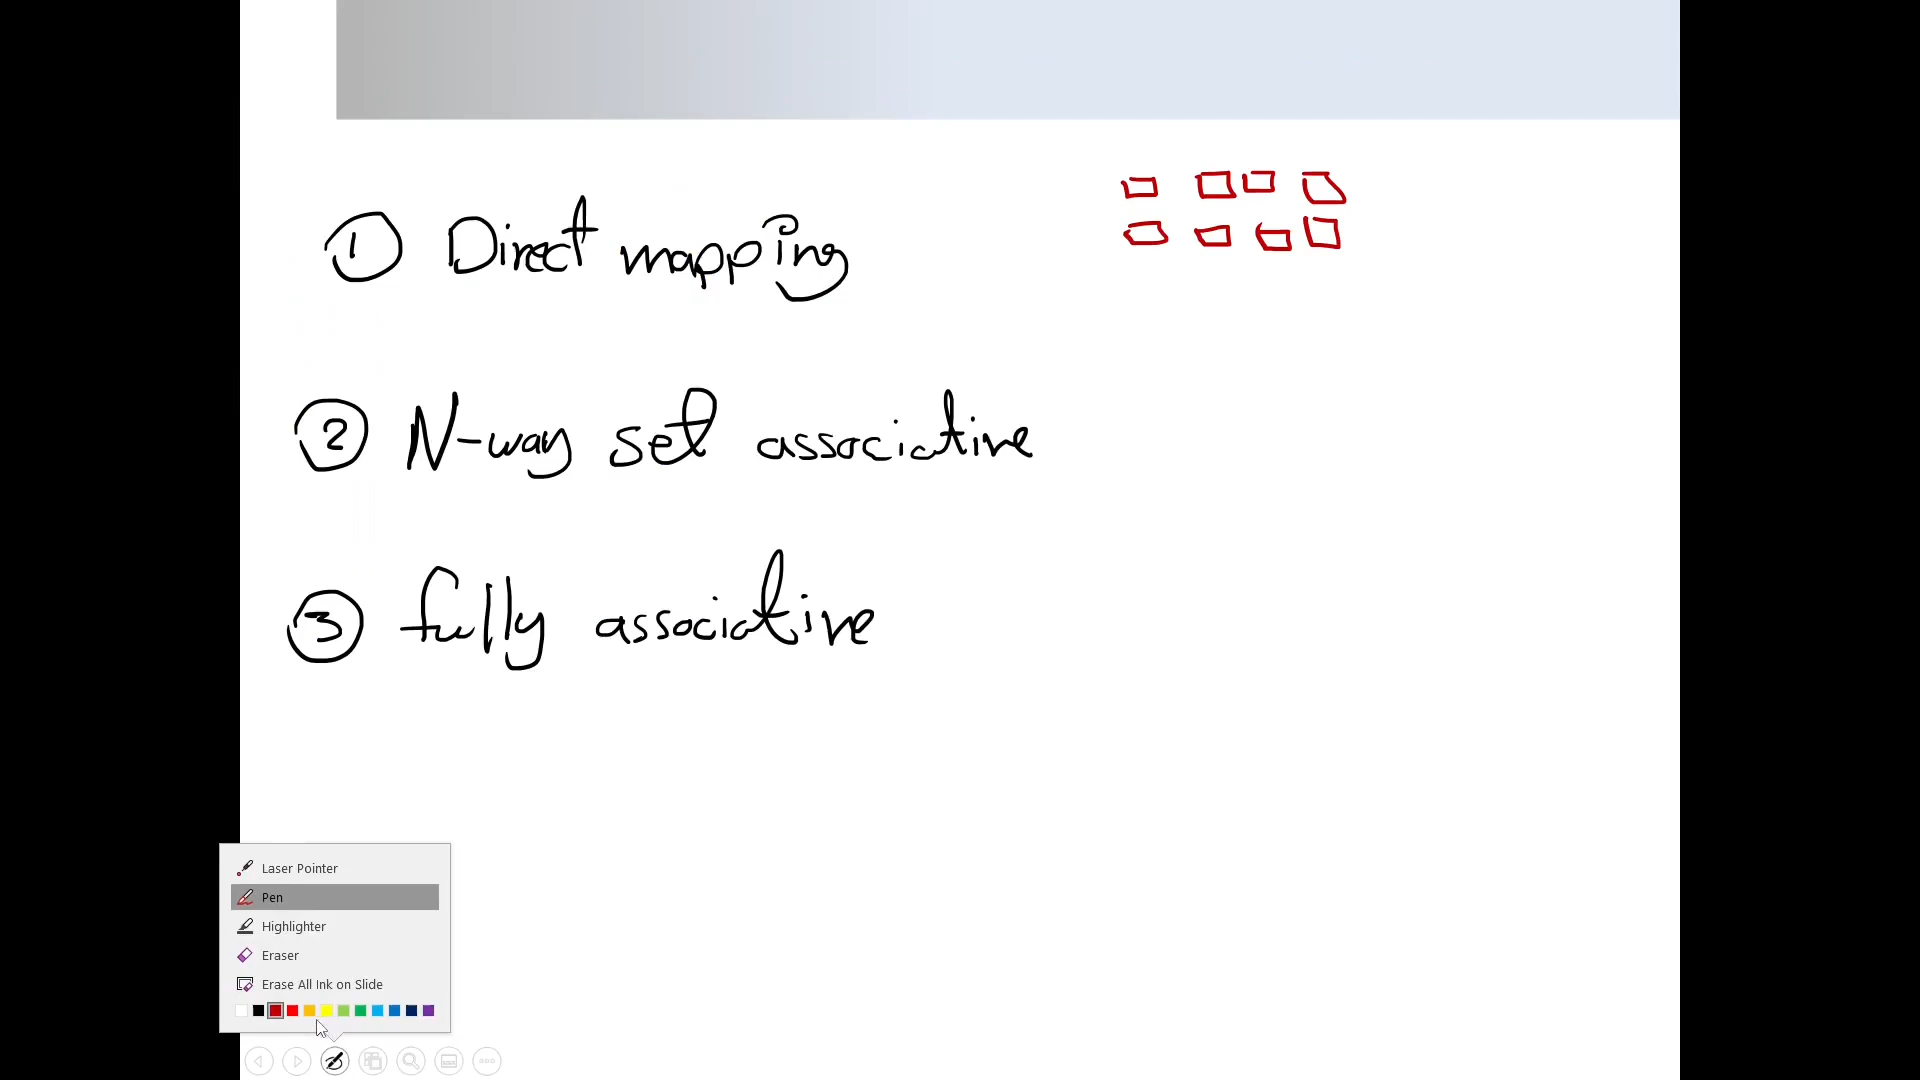 ① Direct mapping
② N-way set associative
③ fully associative
Laser Pointer
Pen
Highlighter
Eraser
Erase All Ink on Slide